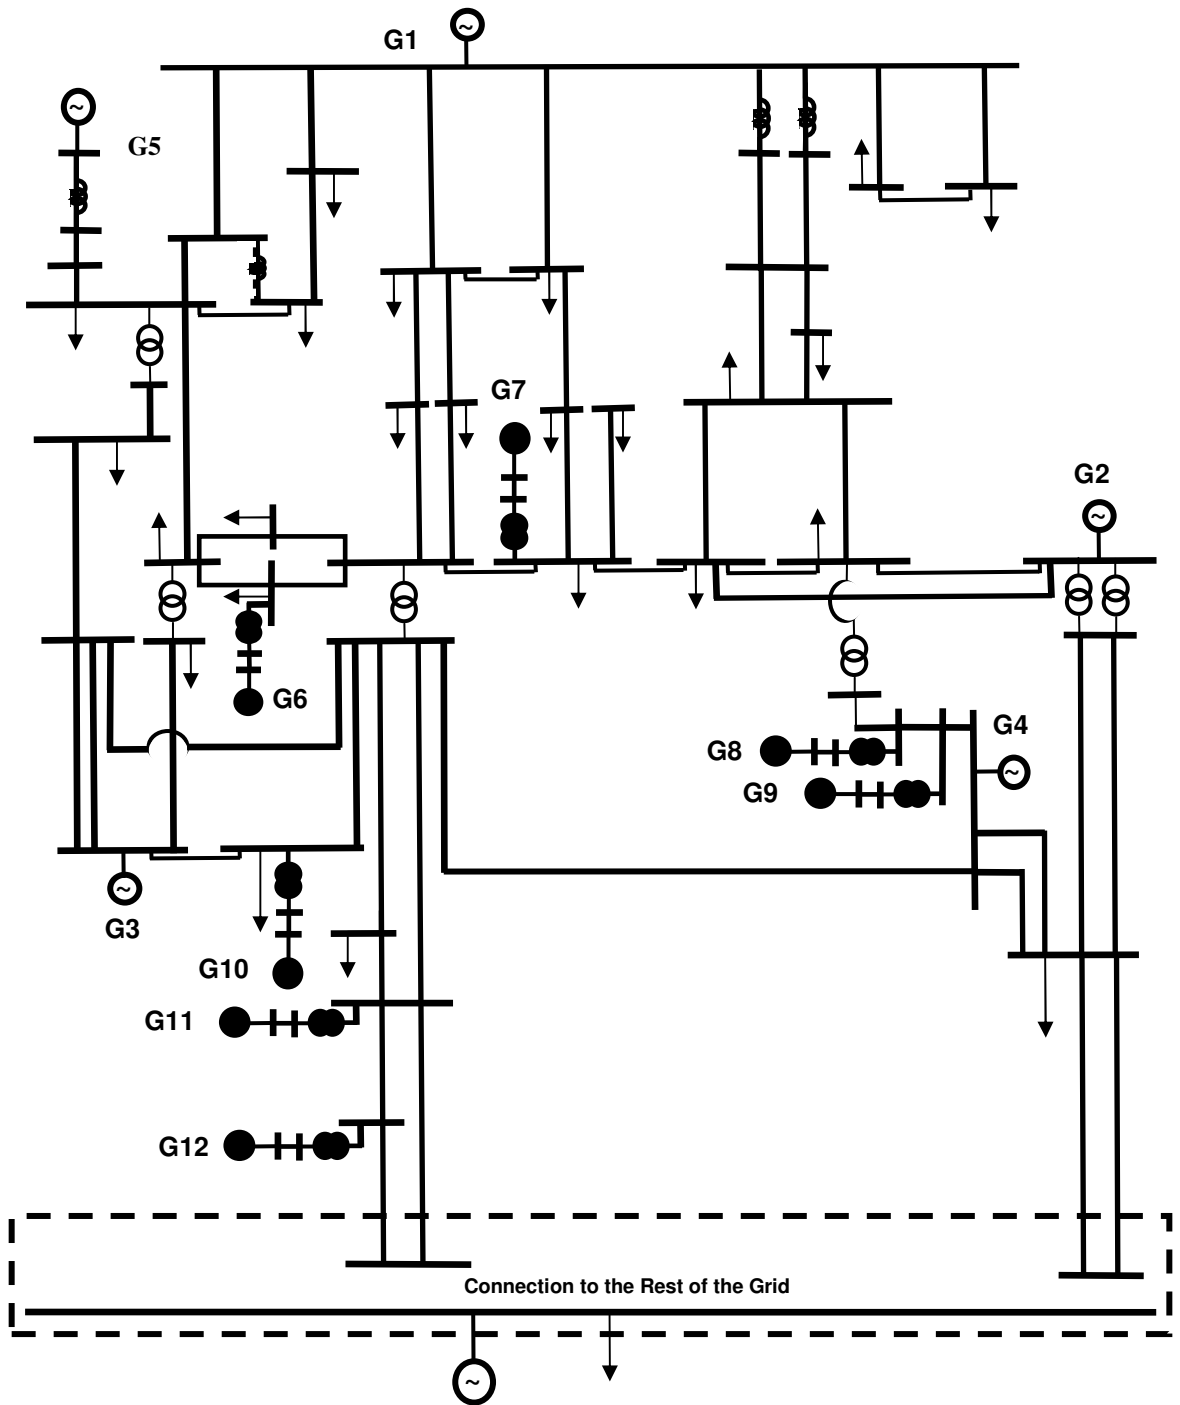 G1
~
~
G5
G7
G2
~
G6
G4
G8
~
G9
~
G3
G10
G11
G12
Connection to the Rest of the Grid
~